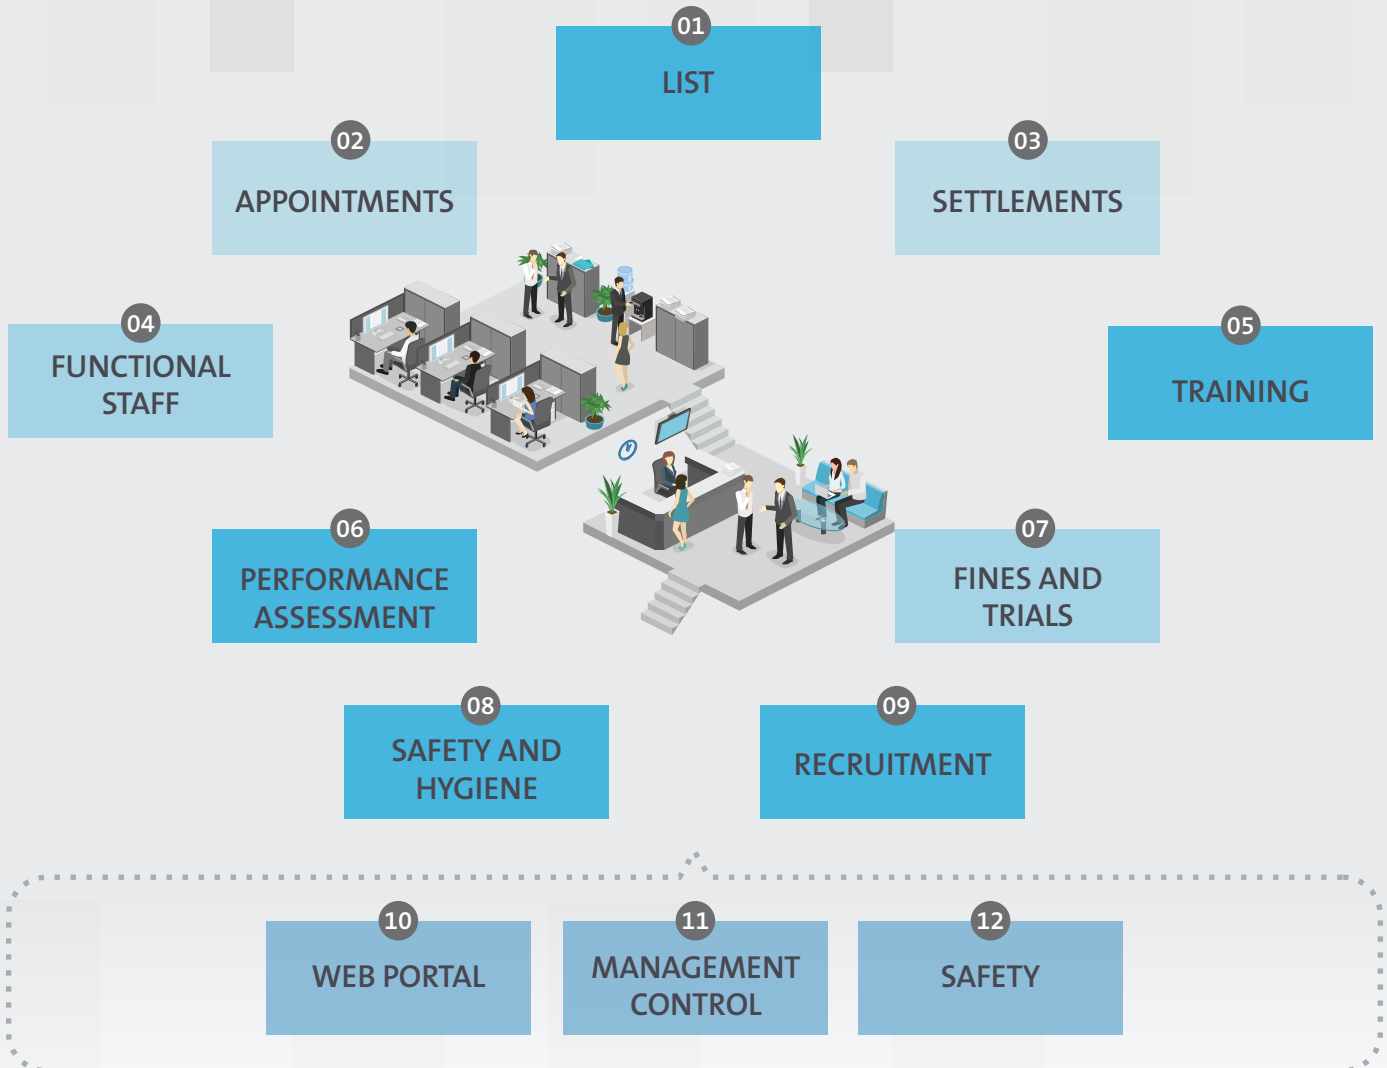 01
LIST
02
APPOINTMENTS
03
SETTLEMENTS
04
FUNCTIONAL
STAFF
05
TRAINING
06
PERFORMANCE
ASSESSMENT
07
FINES AND
TRIALS
08
SAFETY AND
HYGIENE
09
RECRUITMENT
10
WEB PORTAL
11
MANAGEMENT
CONTROL
12
SAFETY